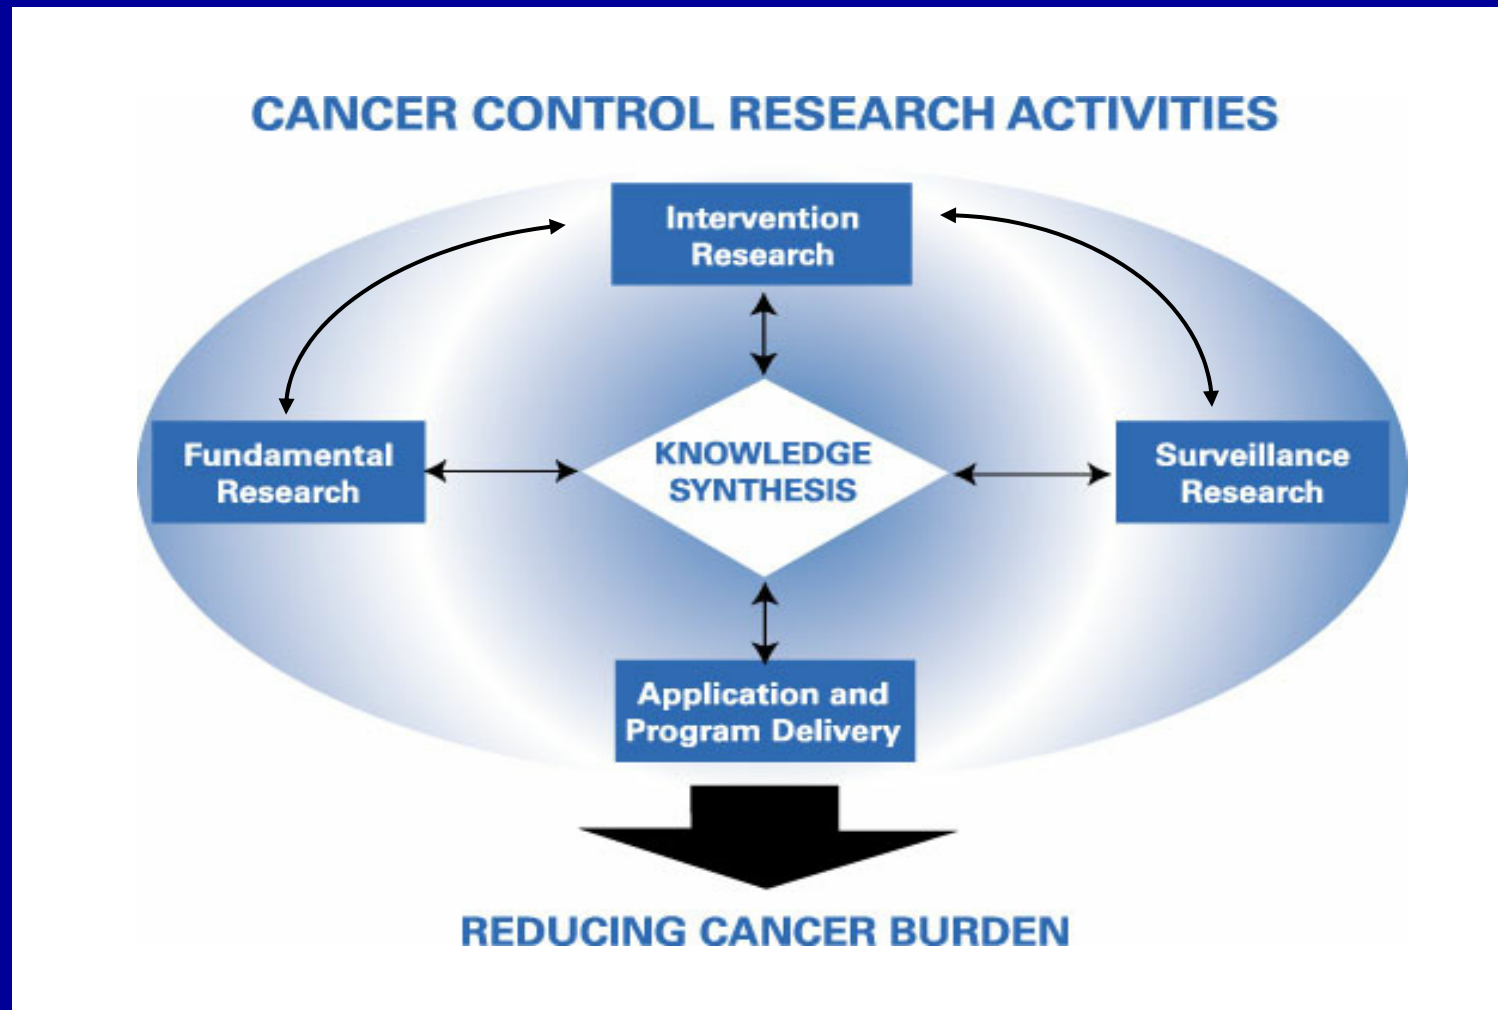 CANCER CONTROL RESEARCH ACTIVITIES
Intervention
Research
Fundamental
Research
KNOWLEDGE
SYNTHESIS
Surveillance
Research
Application and
Program Delivery
REDUCING CANCER BURDEN